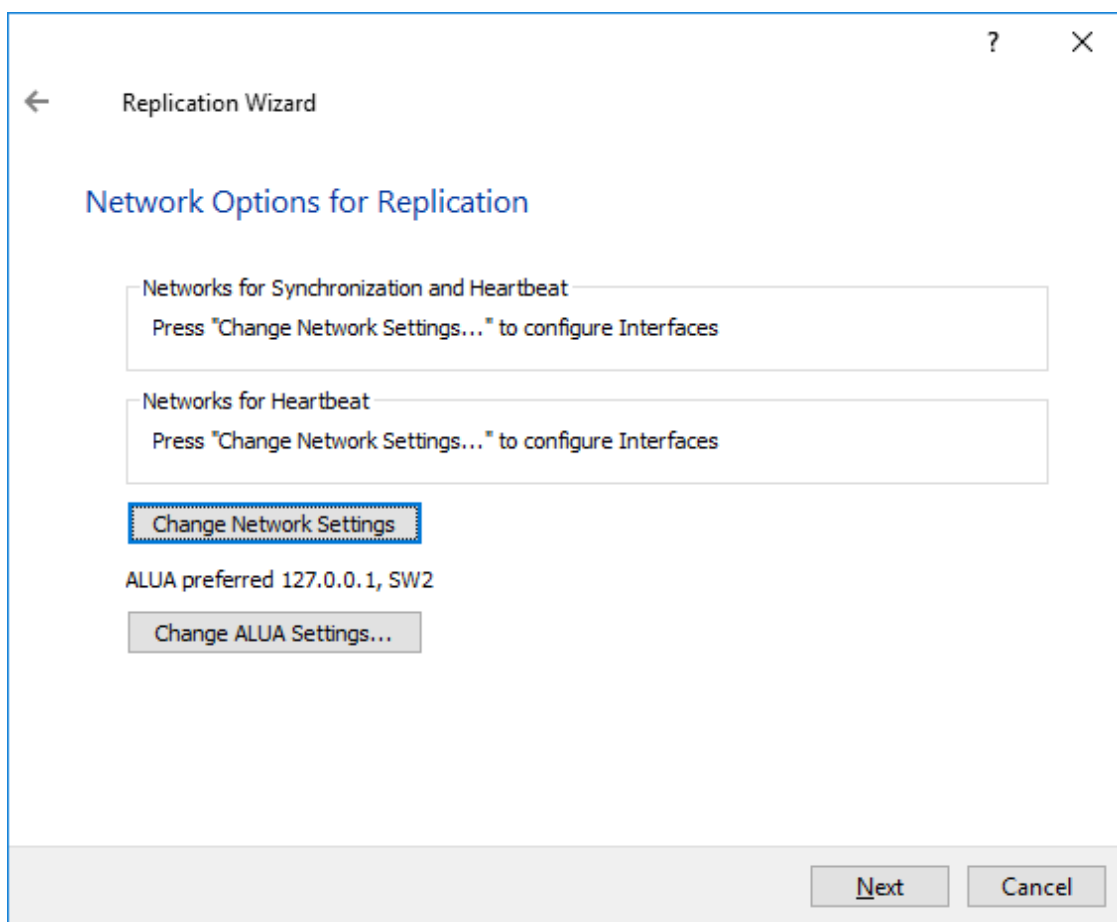 ?
Replication Wizard
Network Options for Replication
Networks for Synchronization and Heartbeat
Press "Change Network Settings..." to configure Interfaces
Networks for Heartbeat
Press "Change Network Settings..." to configure Interfaces
Change Network Settings
ALUA preferred 127.0.0.1, SW2
Change ALUA Settings...
Next Cancel